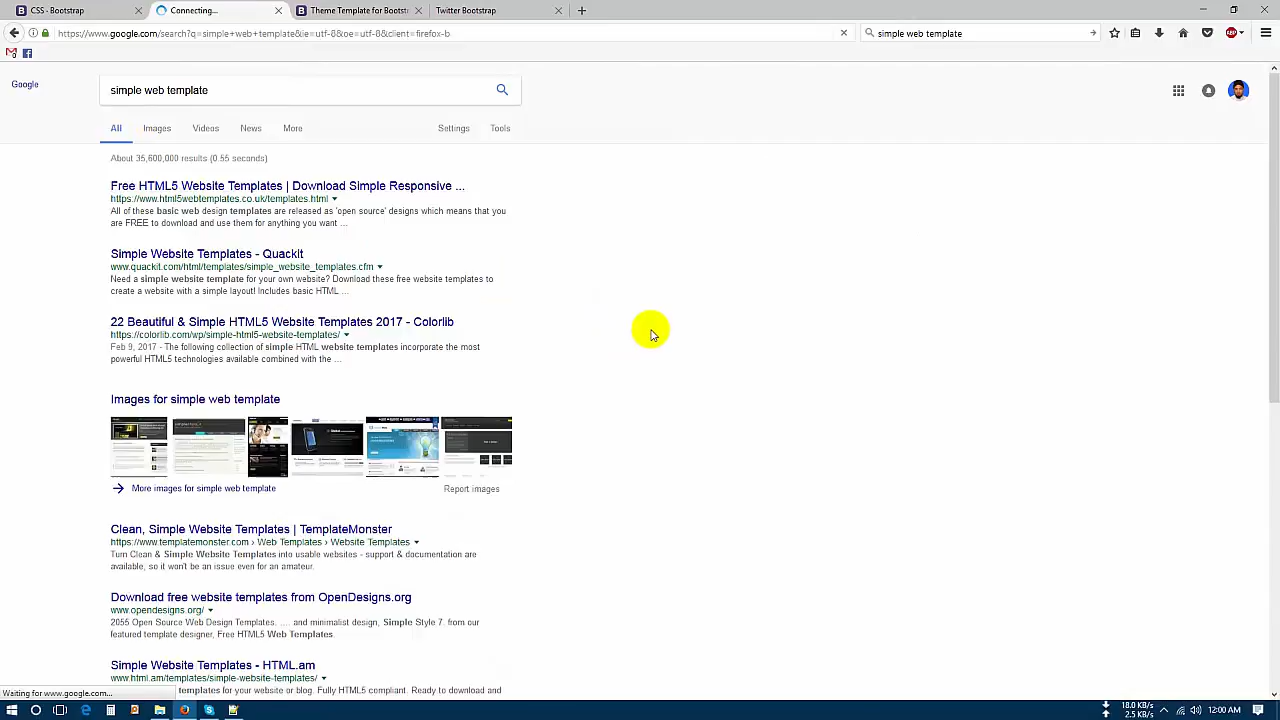 CSS · Bootstrap
Connecting...
Theme Template for Bootst
Twitter Bootstrap
https://www.google.com/search?q=simple+web+template&ie=utf-8&oe=utf-8&client=firefox-b
simple web template
Google
simple web template
All
Images
Videos
News
More
Settings
Tools
About 35,600,000 results (0.55 seconds)
Free HTML5 Website Templates | Download Simple Responsive ...
https://www.html5webtemplates.co.uk/templates.html
All of these basic web design templates are released as 'open source' designs which means that you
are FREE to download and use them for anything you want ...
Simple Website Templates - Quackit
www.quackit.com/html/templates/simple_website_templates.cfm
Need a simple website template for your own website? Download these free website templates to
create a website with a simple layout! Includes basic HTML ...
22 Beautiful & Simple HTML5 Website Templates 2017 - Colorlib
https://colorlib.com/wp/simple-html5-website-templates/
Feb 9, 2017 - The following collection of simple HTML website templates incorporate the most
powerful HTML5 technologies available combined with the ...
Images for simple web template
More images for simple web template
Report images
Clean, Simple Website Templates | TemplateMonster
https://www.templatemonster.com › Web Templates › Website Templates
Turn Clean & Simple Website Templates into usable websites - support & documentation are
available, so it won't be an issue even for an amateur.
Download free website templates from OpenDesigns.org
www.opendesigns.org/
2055 Open Source Web Design Templates. .... and minimalist design, Simple Style 7. from our
featured template designer, Free HTML5 Web Templates.
Simple Website Templates - HTML.am
www.html.am/templates/simple-website-templates/
templates for your website or blog. Fully HTML5 compliant. Ready to download and
Waiting for www.google.com...
18.0 KB/s
2.5 KB/s
12:00 AM